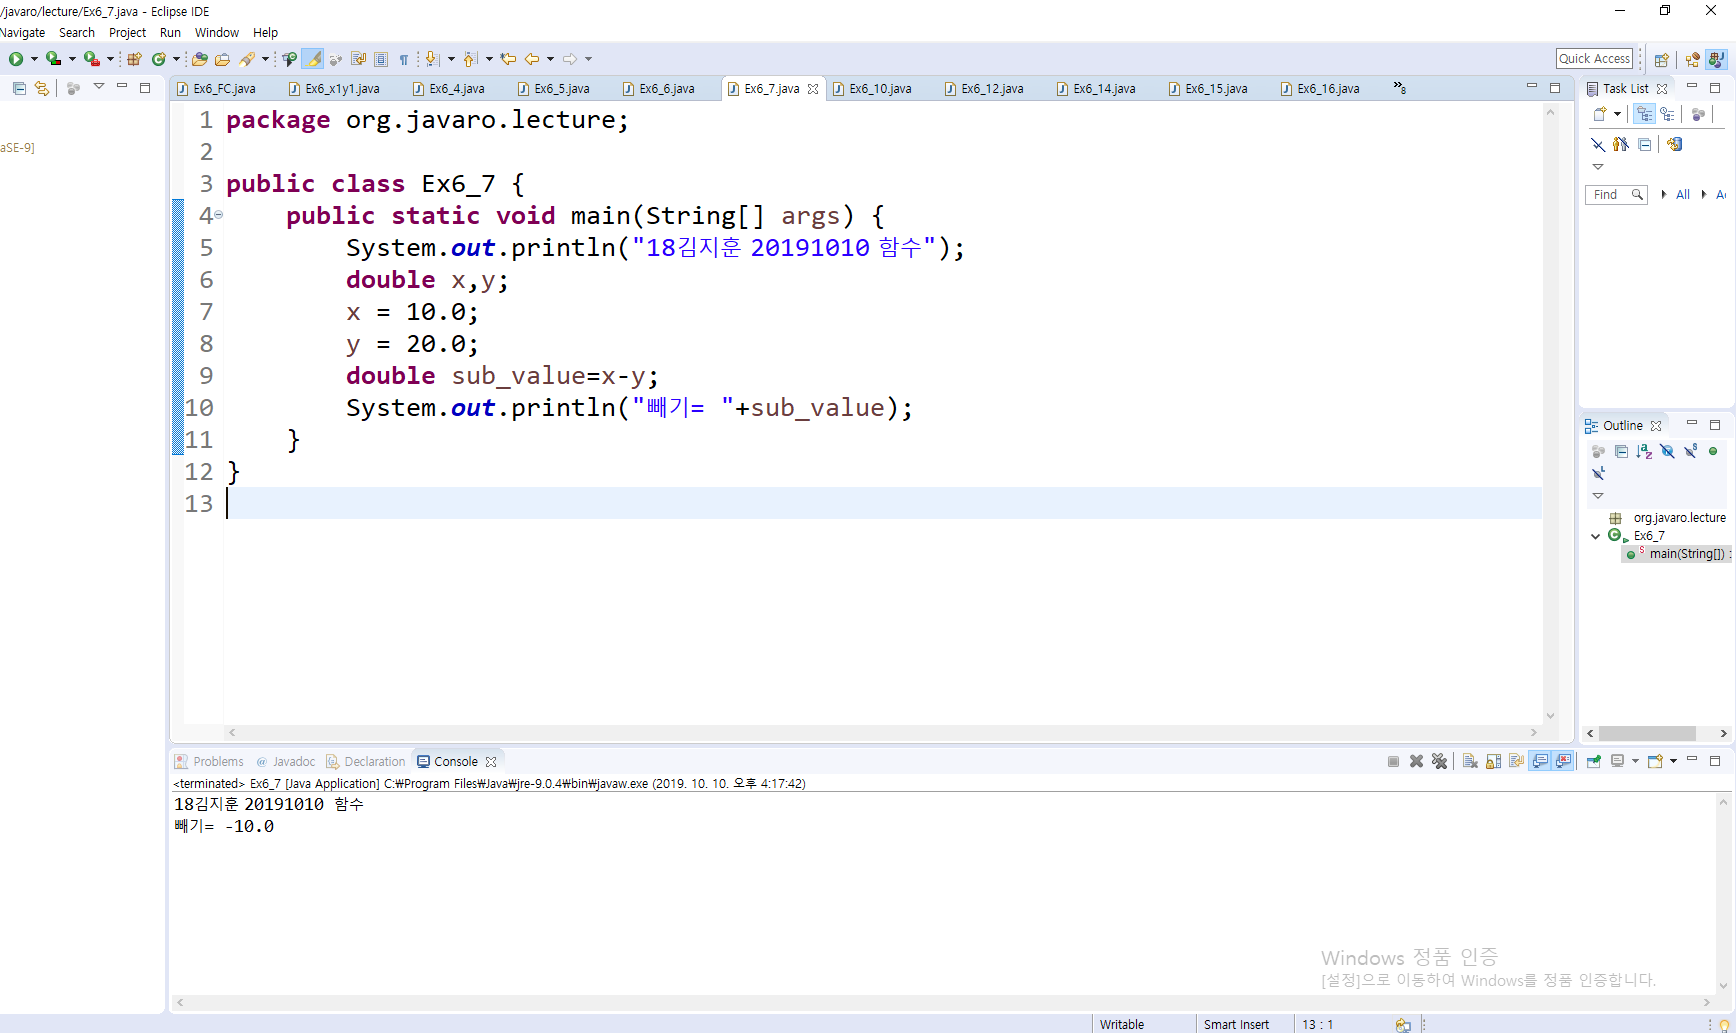 /javaro/lecture/Ex6_7.java - Eclipse IDE
Navigate Search Project Run Window Help
Quick Access
Ex6_FC.java Ex6_x1y1.java Ex6_4.java Ex6_5.java Ex6_6.java Ex6_7.java Ex6_10.java Ex6_12.java Ex6_14.java Ex6_15.java Ex6_16.java »8
aSE-9]
1 package org.javaro.lecture;
2
3 public class Ex6_7 {
4 public static void main(String[] args) {
5 System.out.println("18김지훈 20191010 함수");
6 double x,y;
7 x = 10.0;
8 y = 20.0;
9 double sub_value=x-y;
10 System.out.println("빼기= "+sub_value);
11 }
12 }
13
Task List
Find All Ac
Outline
org.javaro.lecture
Ex6_7
main(String[]) :
Problems @ Javadoc Declaration Console
<terminated> Ex6_7 [Java Application] C:₩Program Files₩Java₩jre-9.0.4₩bin₩javaw.exe (2019. 10. 10. 오후 4:17:42)
18김지훈 20191010 함수
빼기= -10.0
Windows 정품 인증
[설정]으로 이동하여 Windows를 정품 인증합니다.
Writable Smart Insert 13 : 1